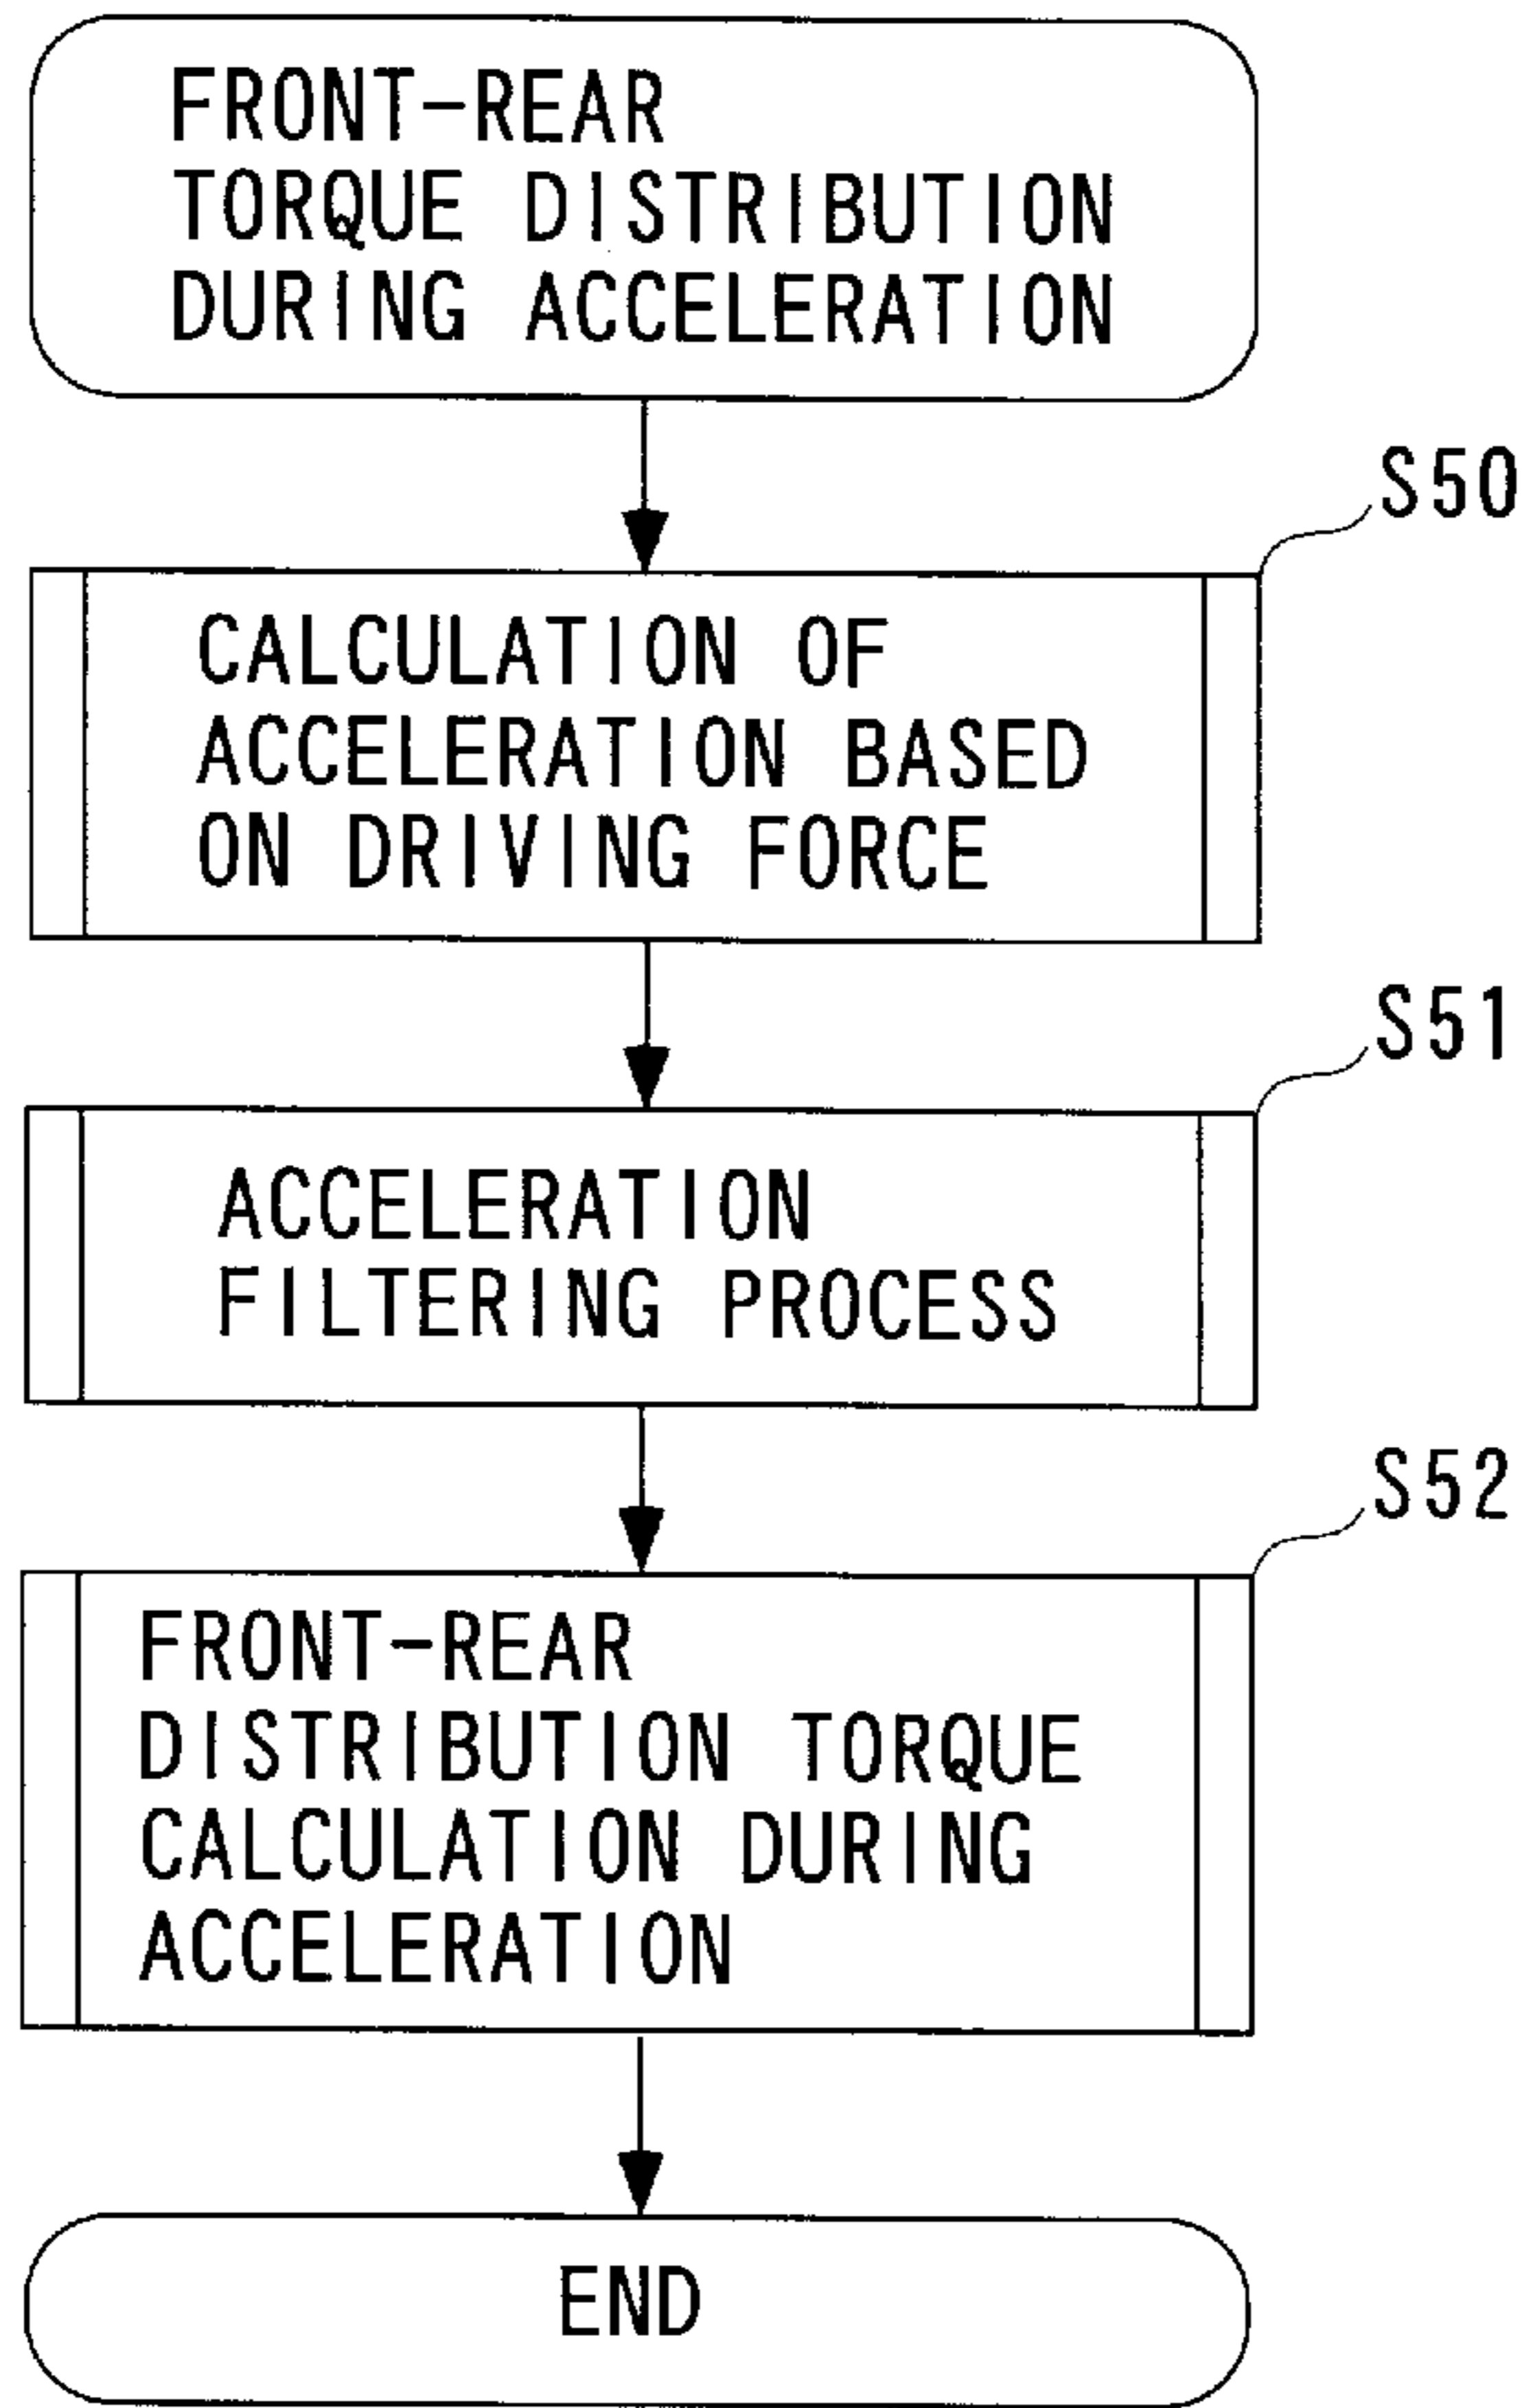 FRONT-REAR
TORQUE DISTRIBUTION
DURING ACCELERATION
S50
CALCULATION OF
ACCELERATION BASED
ON DRIVING FORCE
S51
ACCELERATION
FILTERING PROCESS
S52
FRONT-REAR
DISTRIBUTION TORQUE
CALCULATION DURING
ACCELERATION
END